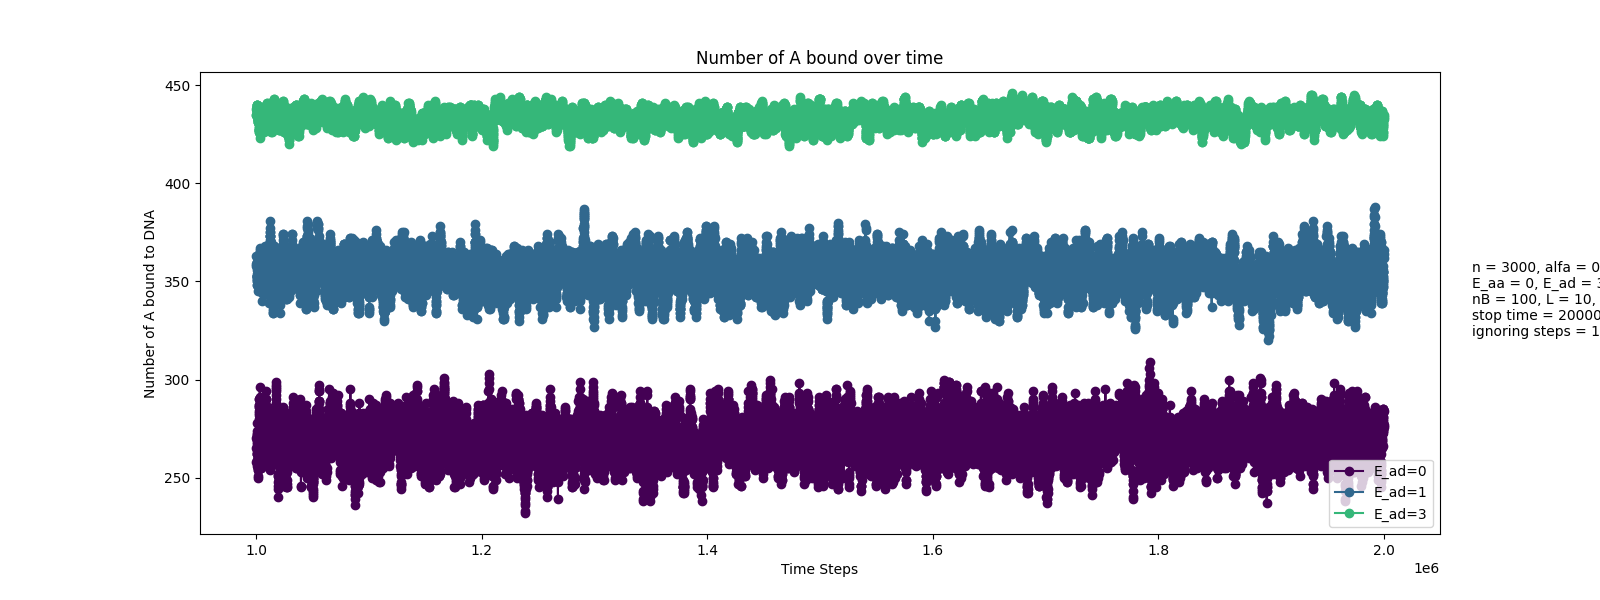 Number of A bound over time
Number of A bound to DNA
450
400
350
300
250
1.0
1.2
1.4
1.6
1.8
2.0
1e6
Time Steps
E_ad=0
E_ad=1
E_ad=3
n = 3000, alfa = 0
E_aa = 0, E_ad = 3
nB = 100, L = 10,
stop time = 20000
ignoring steps = 1